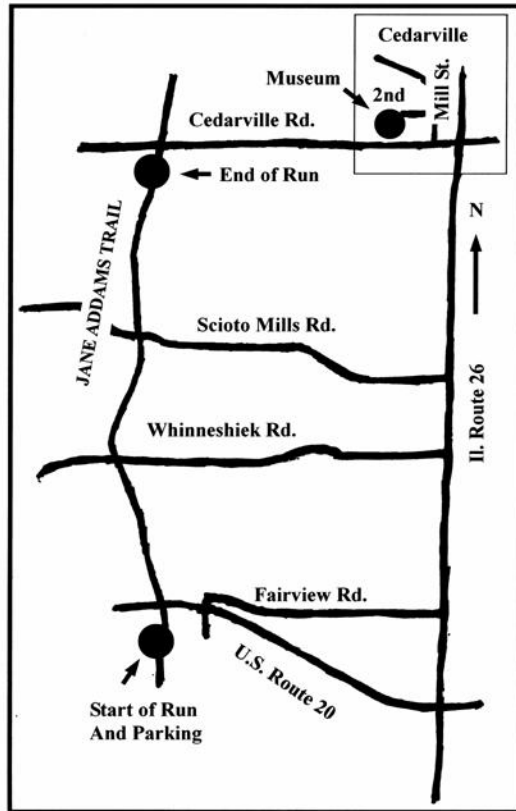 Cedarville
Museum
2nd
Mill St.
Cedarville Rd.
End of Run
N
JANE ADDAMS TRAIL
Scioto Mills Rd.
Il. Route 26
Whinneshiek Rd.
Fairview Rd.
U.S. Route 20
Start of Run
And Parking